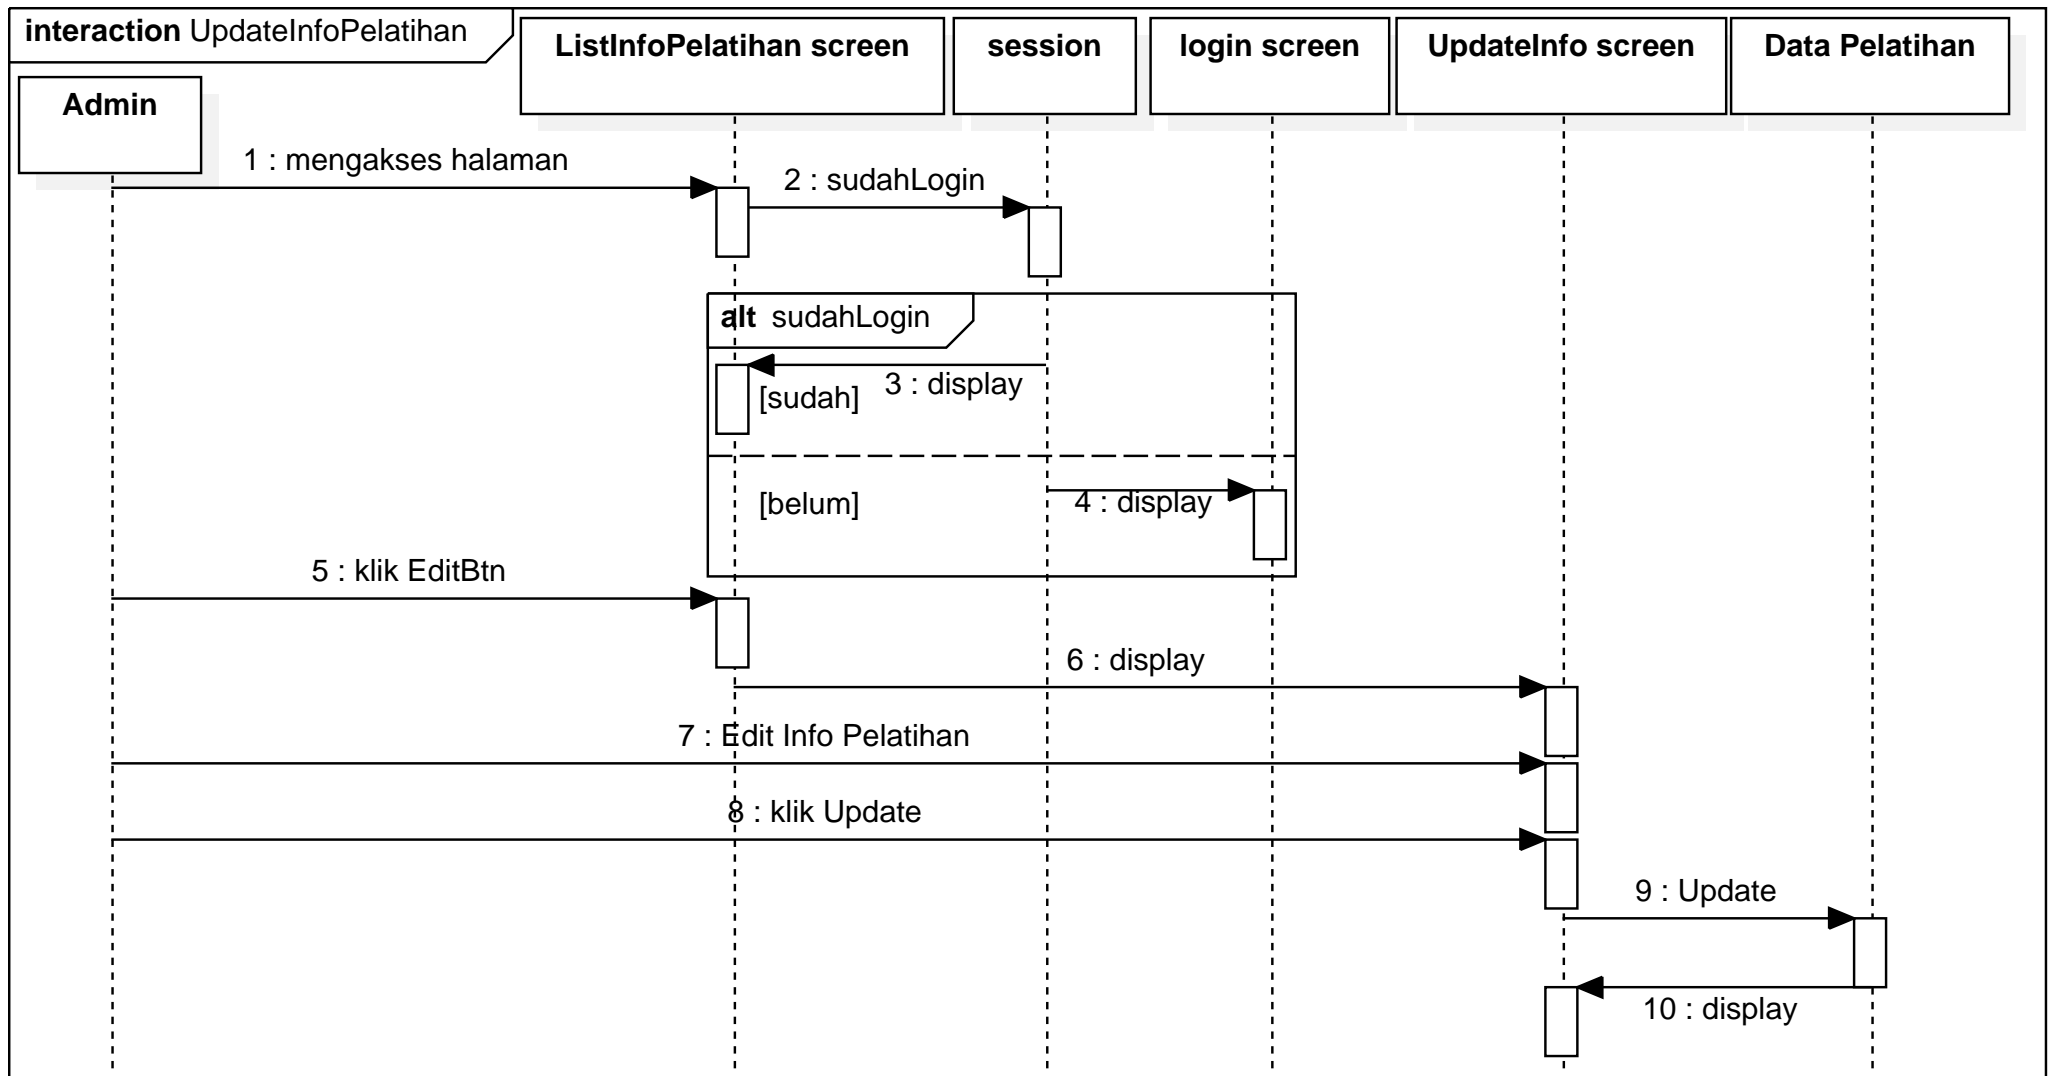 interaction UpdateInfoPelatihan
ListInfoPelatihan screen
session
login screen
UpdateInfo screen
Data Pelatihan
Admin
1 : mengakses halaman
2 : sudahLogin
alt sudahLogin
3 : display
[sudah]
4 : display
[belum]
5 : klik EditBtn
6 : display
7 : Edit Info Pelatihan
8 : klik Update
9 : Update
10 : display